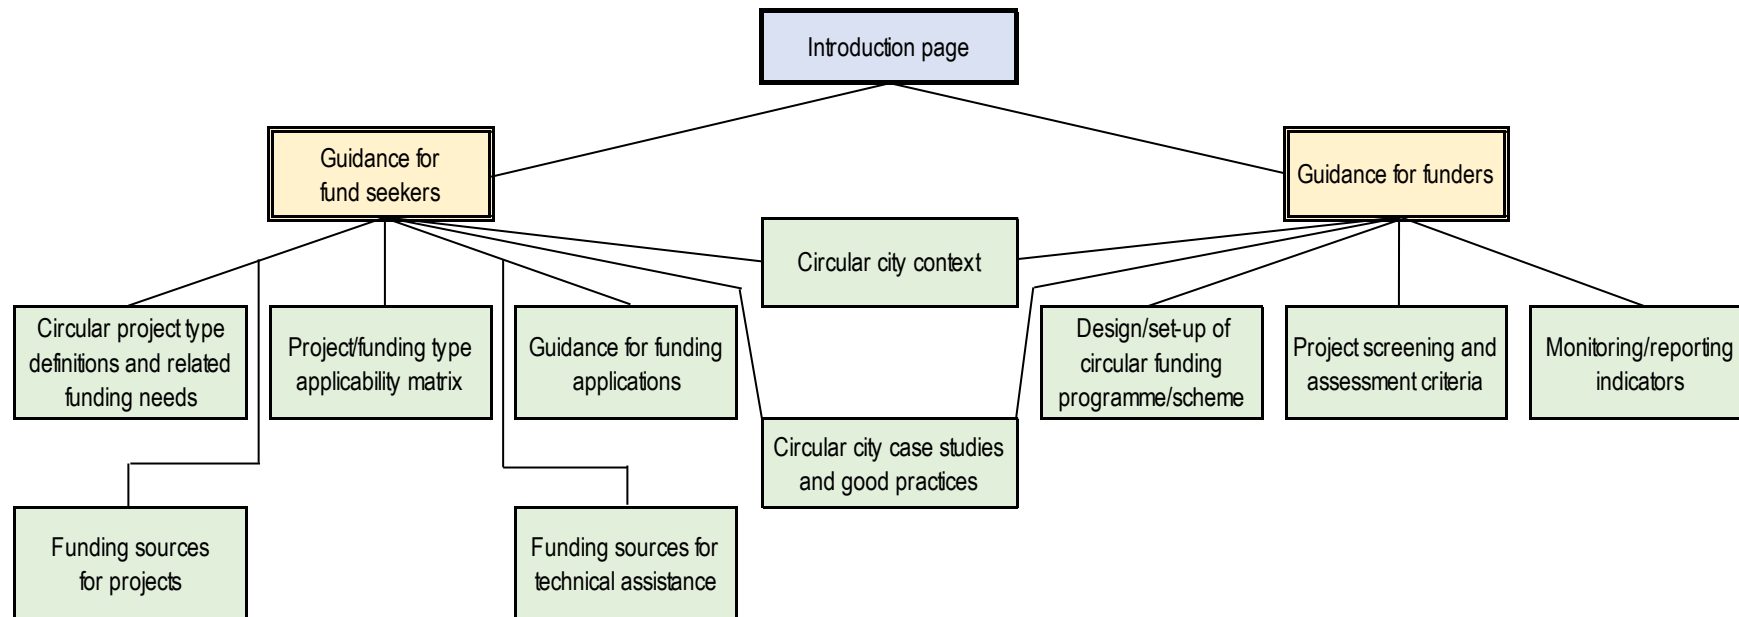 Introduction page
Guidance for
fund seekers
Guidance for funders
Circular city context
Circular project type
definitions and related
funding needs
Project/funding type
applicability matrix
Guidance for funding
applications
Design/set-up of
circular funding
programme/scheme
Project screening and
assessment criteria
Monitoring/reporting
indicators
Circular city case studies
and good practices
Funding sources
for projects
Funding sources for
technical assistance